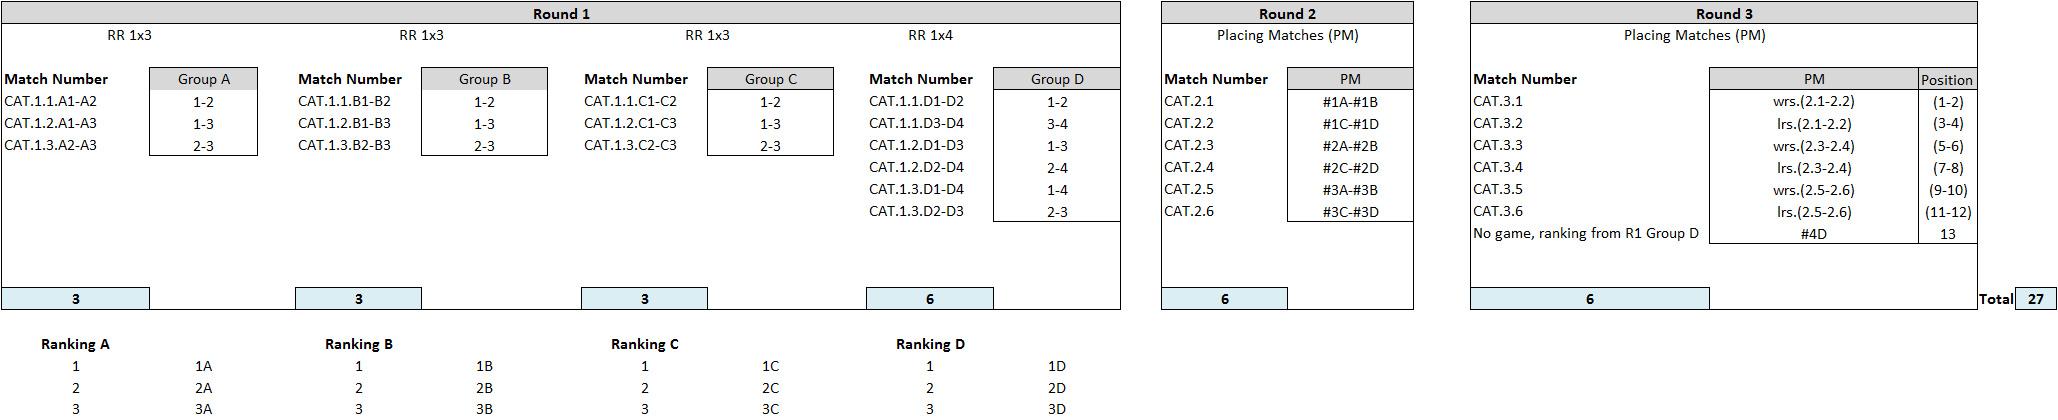 Round 1 Round 2 Round 3
RR 1x3 RR 1x3 RR 1x3 RR 1x4 Placing Matches (PM) Placing Matches (PM)
Match Number Group A Match Number Group B Match Number Group C Match Number Group D Match Number PM Match Number PM Position
CAT.1.1.A1-A2 1-2 CAT.1.1.B1-B2 1-2 CAT.1.1.C1-C2 1-2 CAT.1.1.D1-D2 1-2 CAT.2.1 #1A-#1B CAT.3.1 wrs.(2.1-2.2) (1-2)
CAT.1.2.A1-A3 1-3 CAT.1.2.B1-B3 1-3 CAT.1.2.C1-C3 1-3 CAT.1.1.D3-D4 3-4 CAT.2.2 #1C-#1D CAT.3.2 lrs.(2.1-2.2) (3-4)
CAT.1.3.A2-A3 2-3 CAT.1.3.B2-B3 2-3 CAT.1.3.C2-C3 2-3 CAT.1.2.D1-D3 1-3 CAT.2.3 #2A-#2B CAT.3.3 wrs.(2.3-2.4) (5-6)
CAT.1.2.D2-D4 2-4 CAT.2.4 #2C-#2D CAT.3.4 lrs.(2.3-2.4) (7-8)
CAT.1.3.D1-D4 1-4 CAT.2.5 #3A-#3B CAT.3.5 wrs.(2.5-2.6) (9-10)
CAT.1.3.D2-D3 2-3 CAT.2.6 #3C-#3D CAT.3.6 lrs.(2.5-2.6) (11-12)
No game, ranking from R1 Group D #4D 13
3 3 3 6 6 6 Total 27
Ranking A Ranking B Ranking C Ranking D
1 1A 1 1B 1 1C 1 1D
2 2A 2 2B 2 2C 2 2D
3 3A 3 3B 3 3C 3 3D